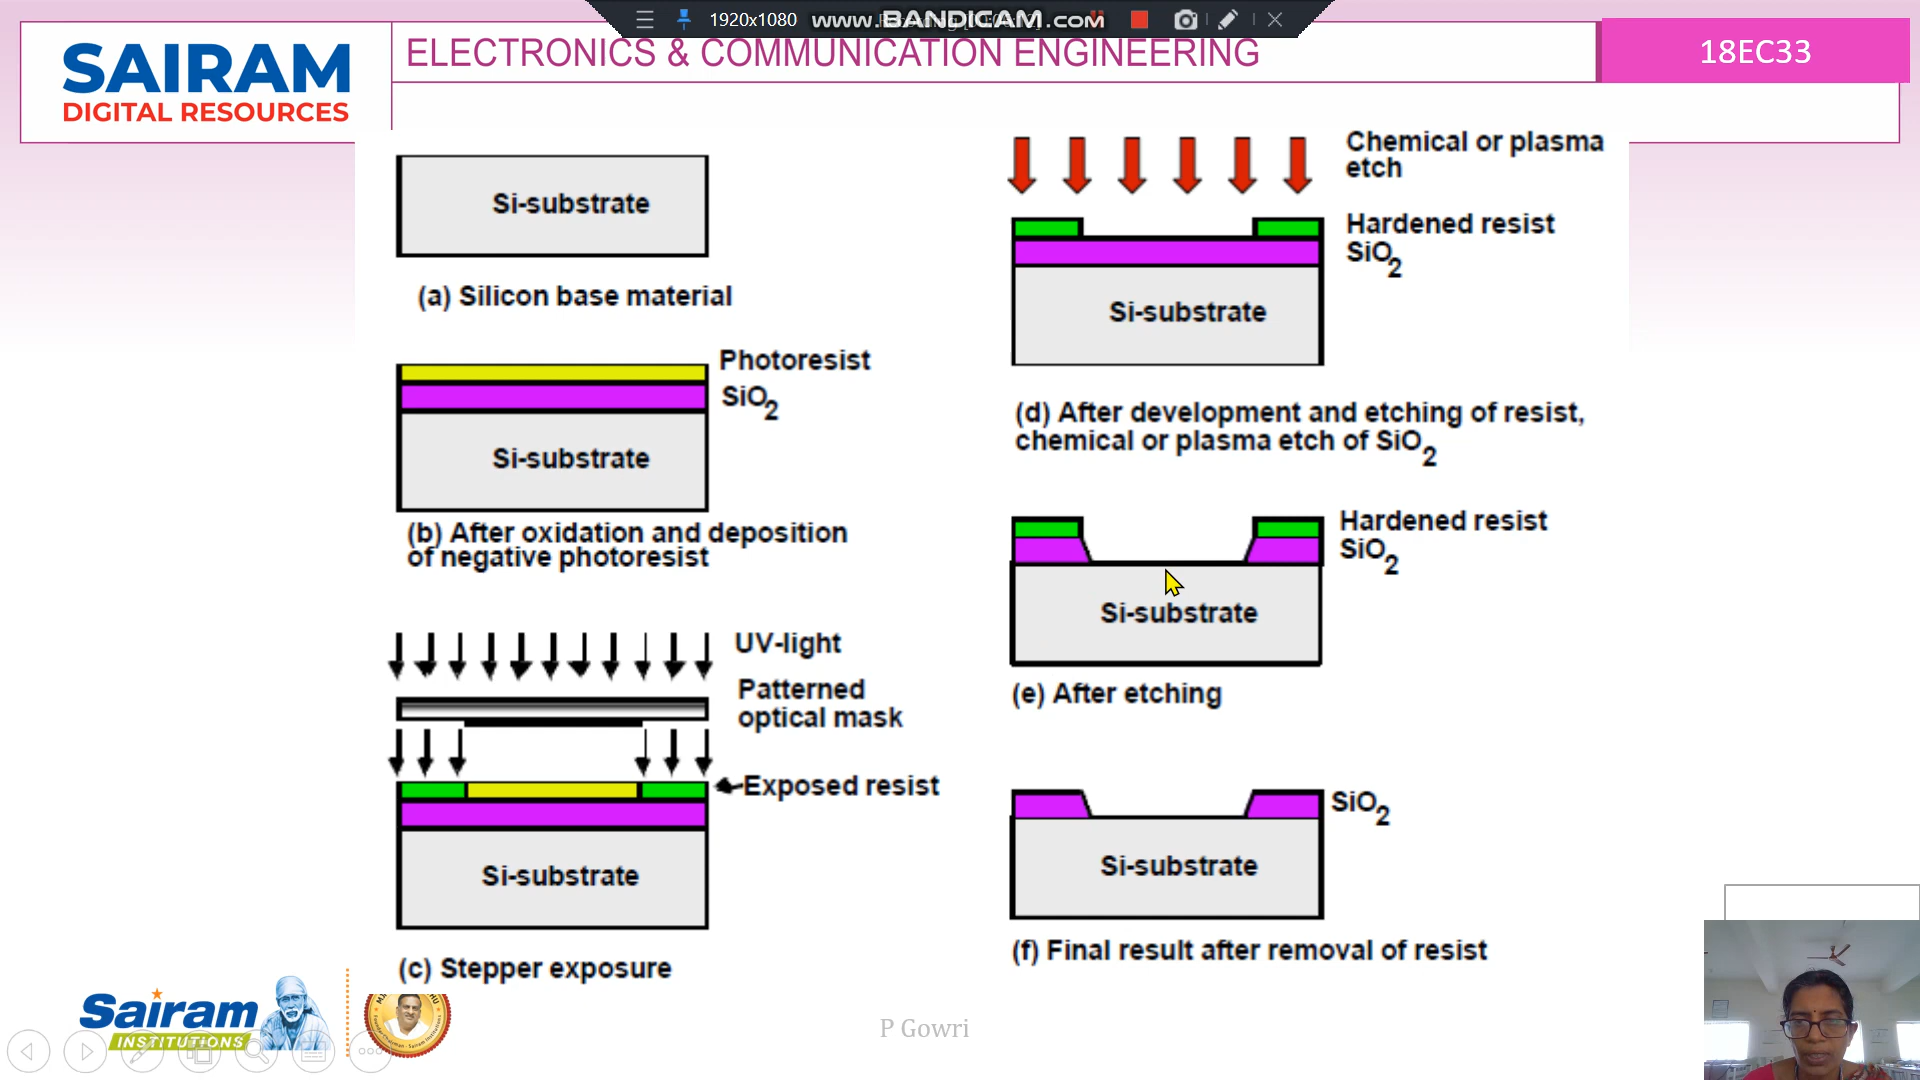 1920x1080
www.BANDICAM.com
SAIRAM
DIGITAL RESOURCES
ELECTRONICS & COMMUNICATION ENGINEERING
18EC33
Si-substrate
(a) Silicon base material
Photoresist
SiO2
Si-substrate
(b) After oxidation and deposition
of negative photoresist
UV-light
Patterned
optical mask
Exposed resist
Si-substrate
(c) Stepper exposure
Chemical or plasma
etch
Hardened resist
SiO2
Si-substrate
(d) After development and etching of resist,
chemical or plasma etch of SiO2
Hardened resist
SiO2
Si-substrate
(e) After etching
SiO2
Si-substrate
(f) Final result after removal of resist
Sairam
INSTITUTIONS
P Gowri